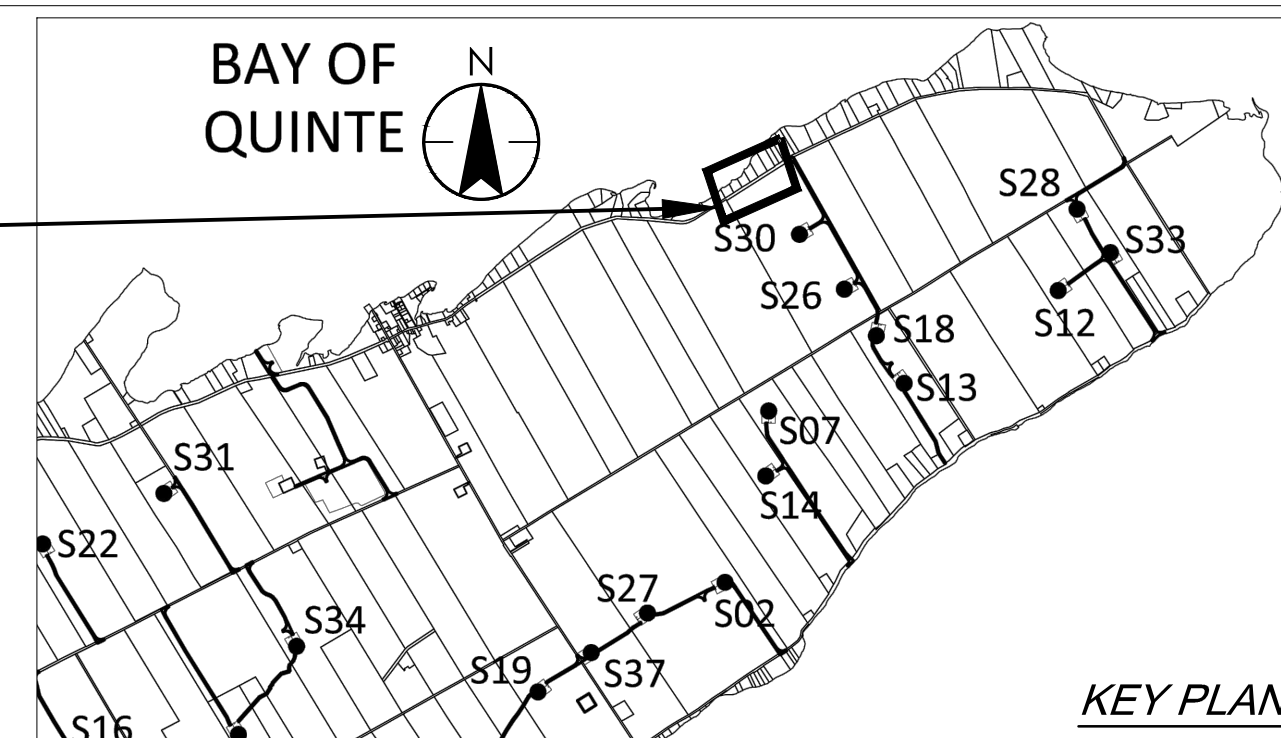 BAY OF
QUINTE
N
S28
S30
S33
S26
S12
S18
S13
S07
S31
S14
S22
S27
S02
S34
S19
S37
KEY PLAN
S16